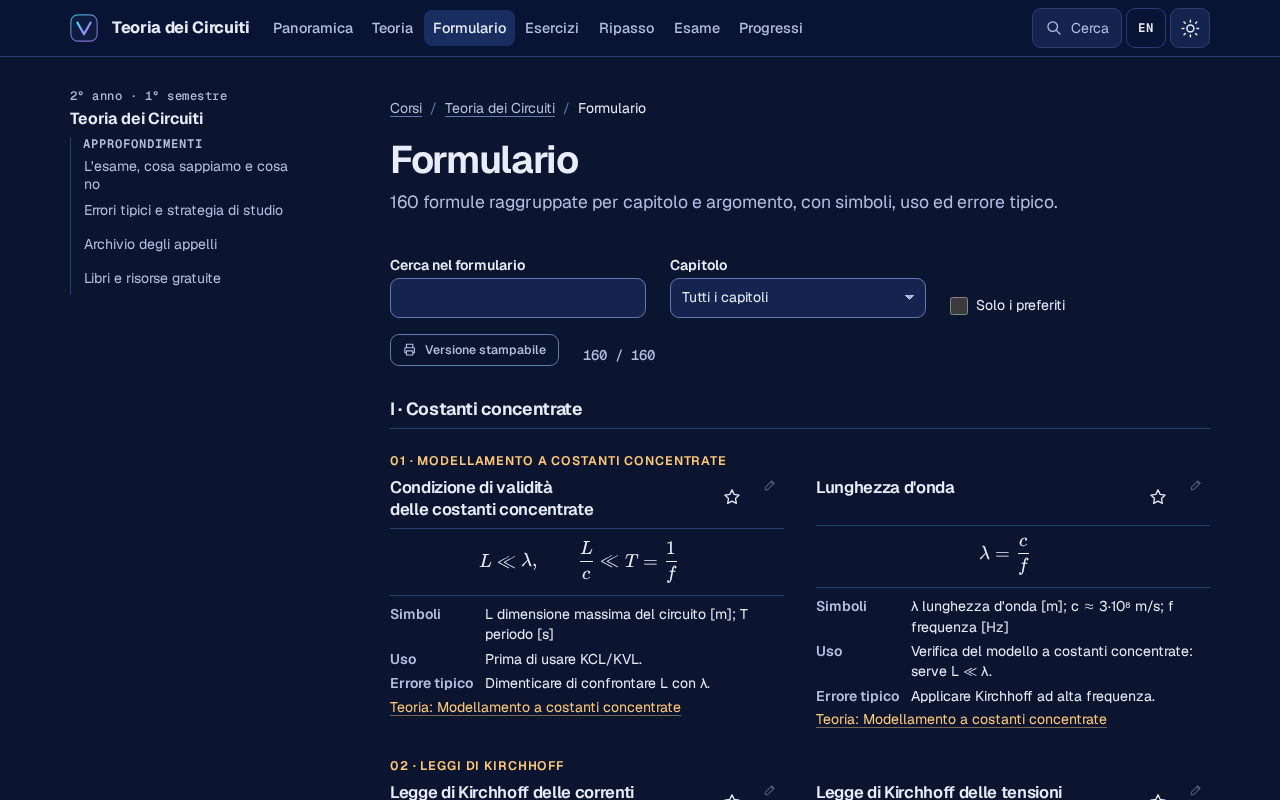 Teoria dei Circuiti Panoramica Teoria Formulario Esercizi Ripasso Esame Progressi Cerca EN
2º anno · 1º semestre
Teoria dei Circuiti
APPROFONDIMENTI
L'esame, cosa sappiamo e cosa
no
Errori tipici e strategia di studio
Archivio degli appelli
Libri e risorse gratuite
Corsi / Teoria dei Circuiti / Formulario
Formulario
160 formule raggruppate per capitolo e argomento, con simboli, uso ed errore tipico.
Cerca nel formulario
Capitolo
Tutti i capitoli
Solo i preferiti
Versione stampabile
160 / 160
I · Costanti concentrate
01 · MODELLAMENTO A COSTANTI CONCENTRATE
Condizione di validità
delle costanti concentrate
L ≪ λ, L/c ≪ T = 1/f
Simboli L dimensione massima del circuito [m]; T
periodo [s]
Uso Prima di usare KCL/KVL.
Errore tipico Dimenticare di confrontare L con λ.
Teoria: Modellamento a costanti concentrate
Lunghezza d'onda
λ = c/f
Simboli λ lunghezza d'onda [m]; c ≈ 3·10⁸ m/s; f
frequenza [Hz]
Uso Verifica del modello a costanti concentrate:
serve L ≪ λ.
Errore tipico Applicare Kirchhoff ad alta frequenza.
Teoria: Modellamento a costanti concentrate
02 · LEGGI DI KIRCHHOFF
Legge di Kirchhoff delle correnti
Legge di Kirchhoff delle tensioni